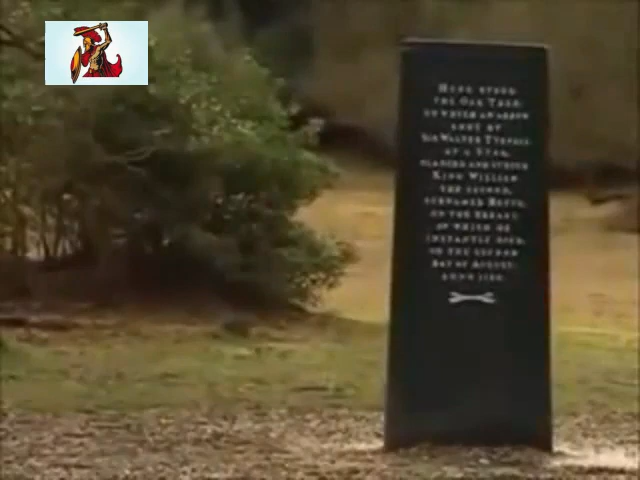 HERE STOOD
THE OAK TREE,
ON WHICH AN ARROW
SHOT BY
SIR WALTER TYRRELL
AT A STAG,
GLANCED AND STRUCK
KING WILLIAM
THE SECOND,
SURNAMED RUFUS,
ON THE BREAST,
OF WHICH HE
INSTANTLY DIED,
ON THE SECOND
DAY OF AUGUST,
ANNO 1100.